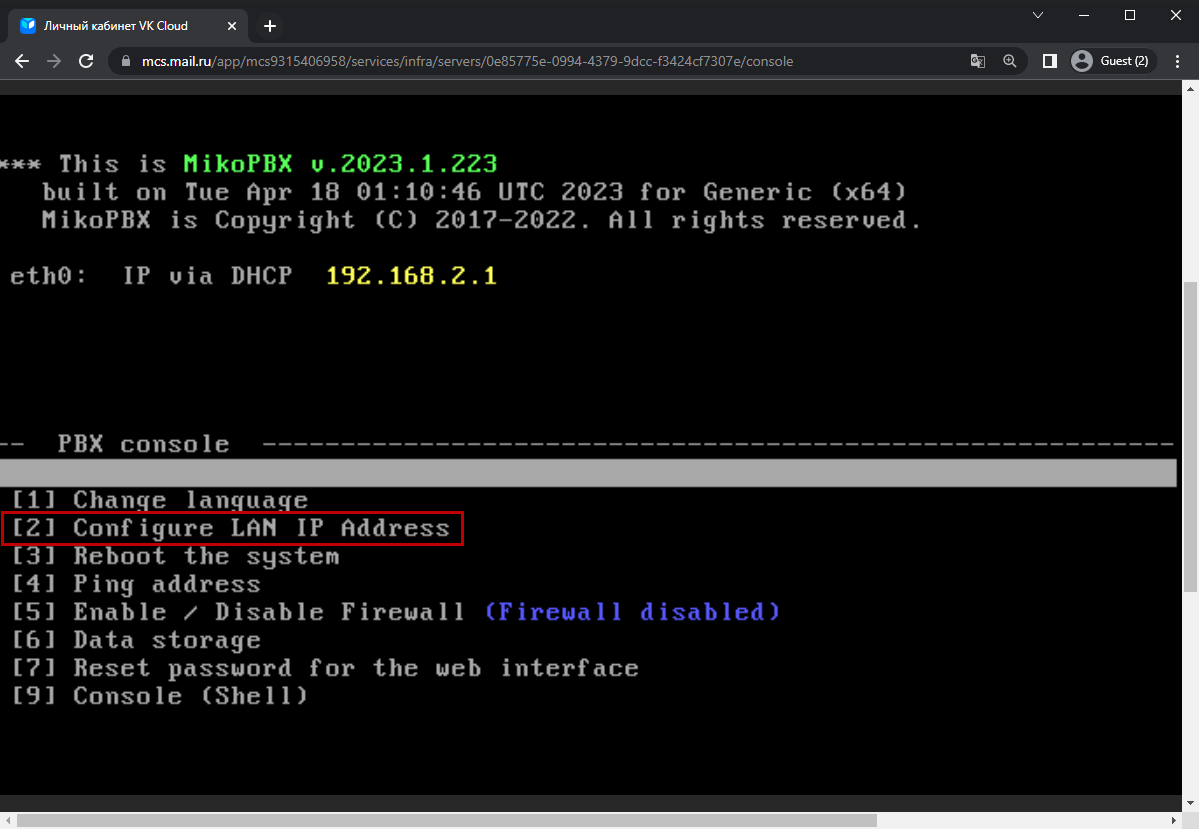 Личный кабинет VK Cloud
mcs.mail.ru/app/mcs9315406958/services/infra/servers/0e85775e-0994-4379-9dcc-f3424cf7307e/console
Guest (2)
*** This is MikoPBX v.2023.1.223
built on Tue Apr 18 01:10:46 UTC 2023 for Generic (x64)
MikoPBX is Copyright (C) 2017-2022. All rights reserved.
eth0: IP via DHCP 192.168.2.1
-- PBX console ----------------------------------------------------------
[1] Change language
[2] Configure LAN IP Address
[3] Reboot the system
[4] Ping address
[5] Enable / Disable Firewall (Firewall disabled)
[6] Data storage
[7] Reset password for the web interface
[9] Console (Shell)